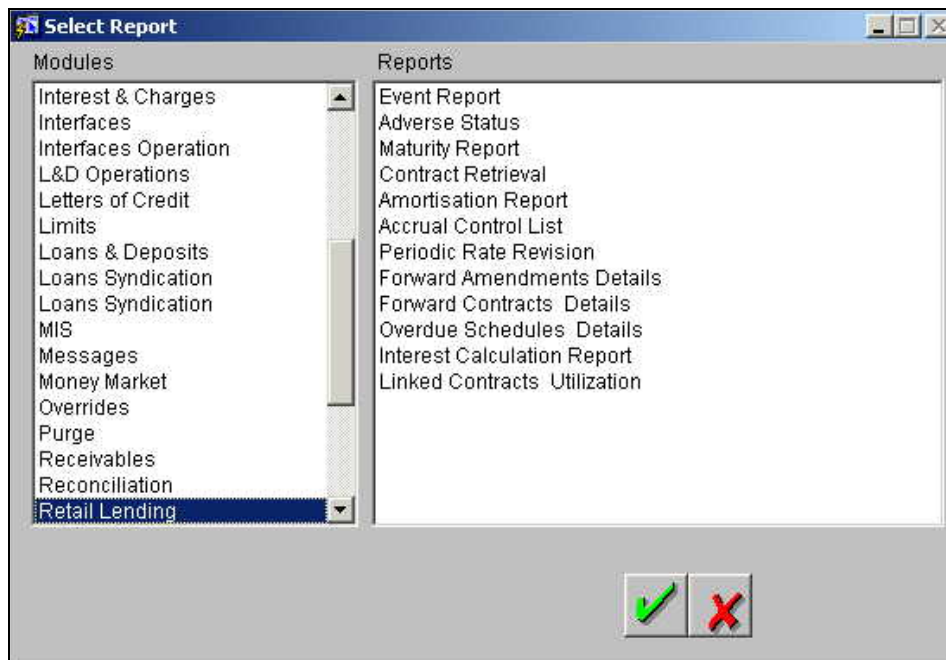 Select Report
Modules
Interest & Charges
Interfaces
Interfaces Operation
L&D Operations
Letters of Credit
Limits
Loans & Deposits
Loans Syndication
Loans Syndication
MIS
Messages
Money Market
Overrides
Purge
Receivables
Reconciliation
Retail Lending
Reports
Event Report
Adverse Status
Maturity Report
Contract Retrieval
Amortisation Report
Accrual Control List
Periodic Rate Revision
Forward Amendments Details
Forward Contracts  Details
Overdue Schedules  Details
Interest Calculation Report
Linked Contracts  Utilization